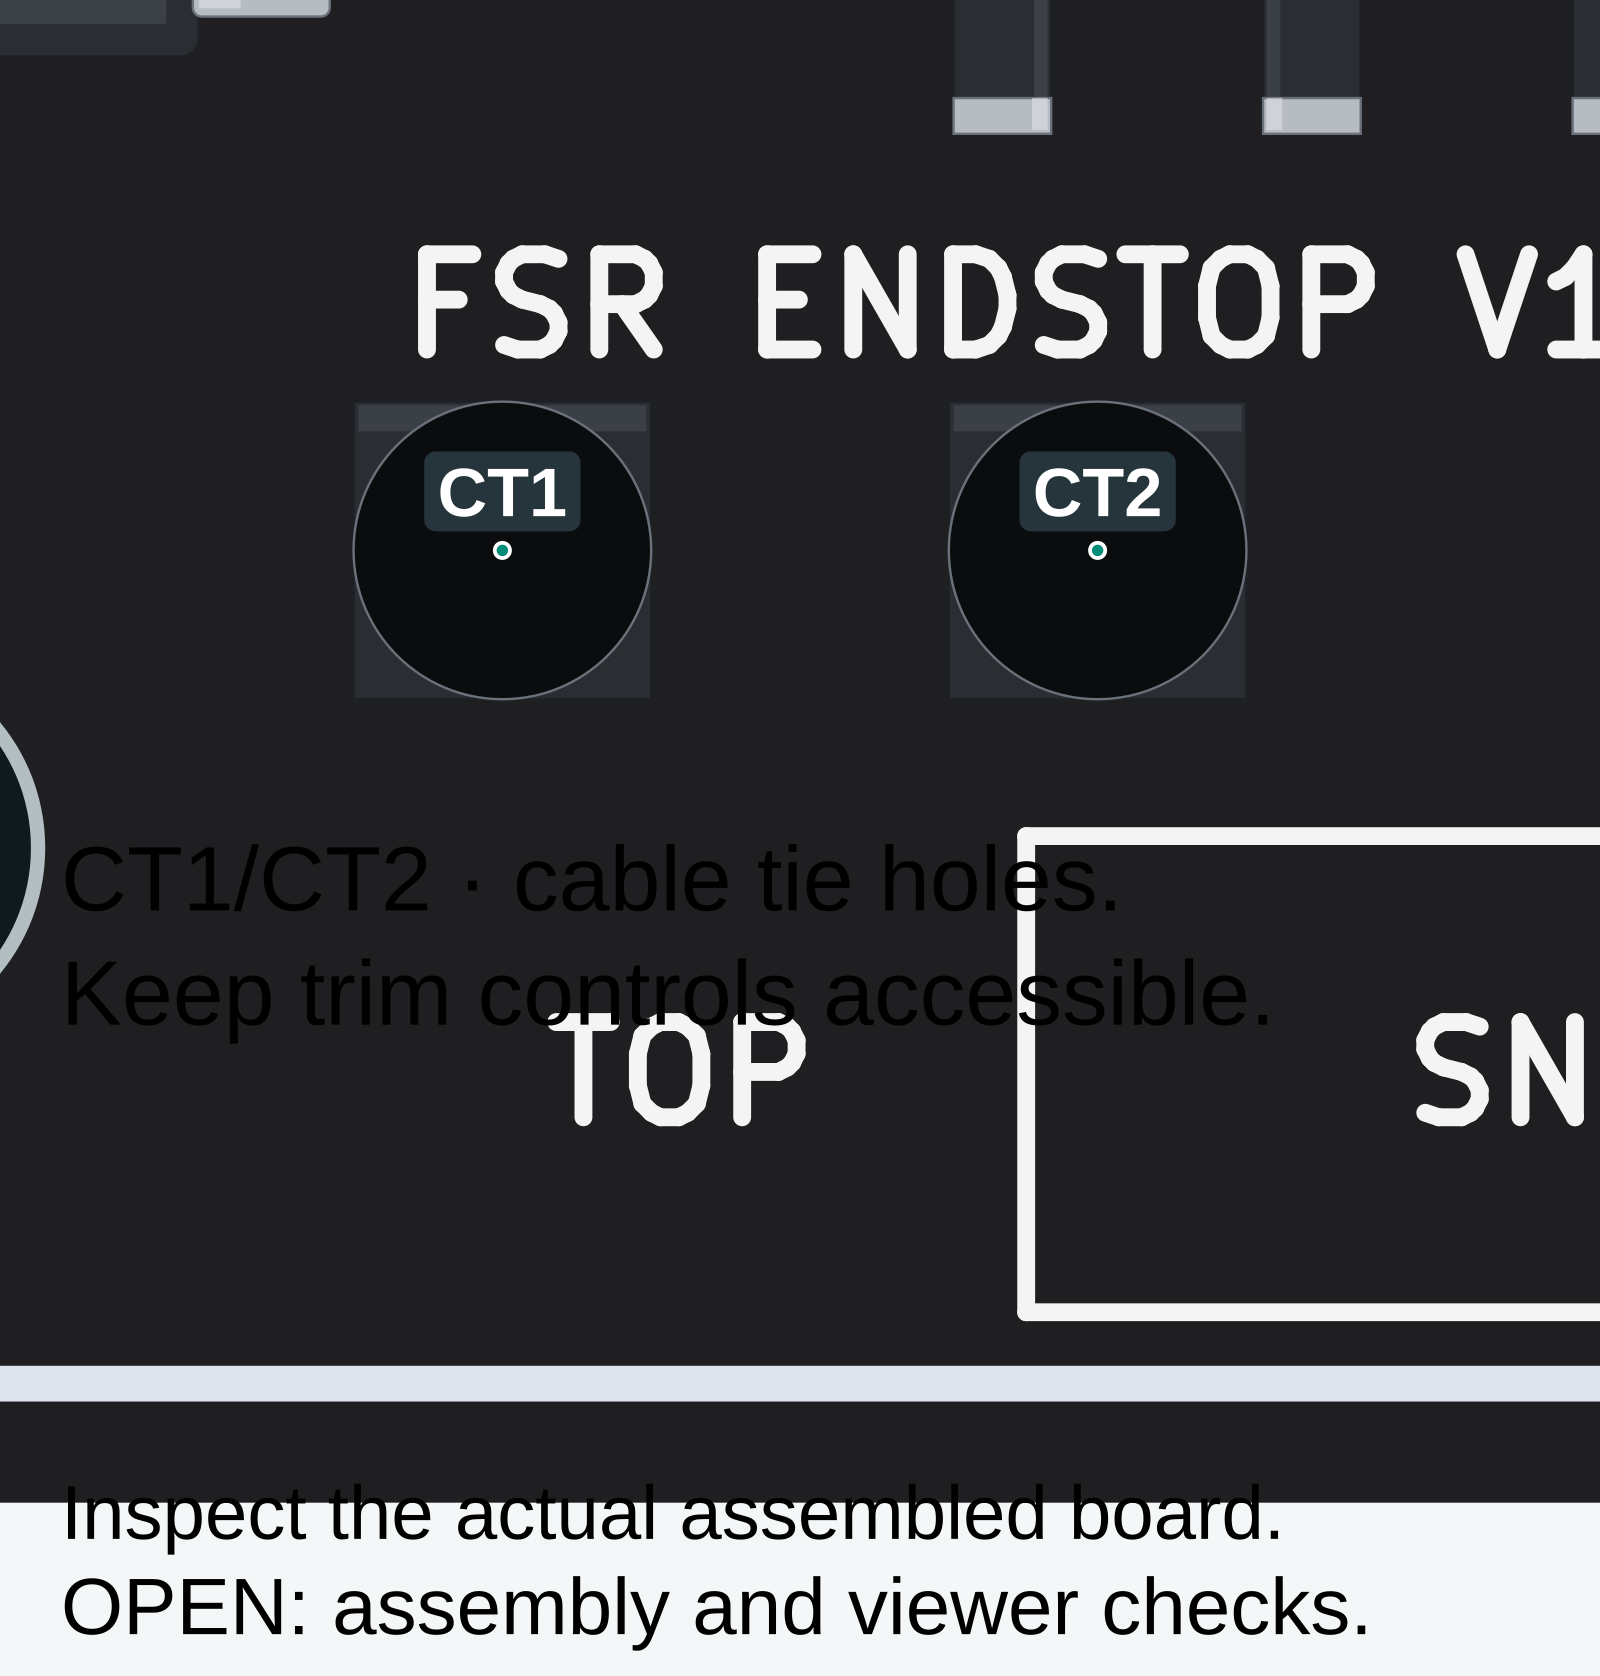 FSR ENDSTOP V1
CT1 CT2
CT1/CT2 · cable tie holes.
Keep trim controls accessible.
TOP SN
Inspect the actual assembled board.
OPEN: assembly and viewer checks.